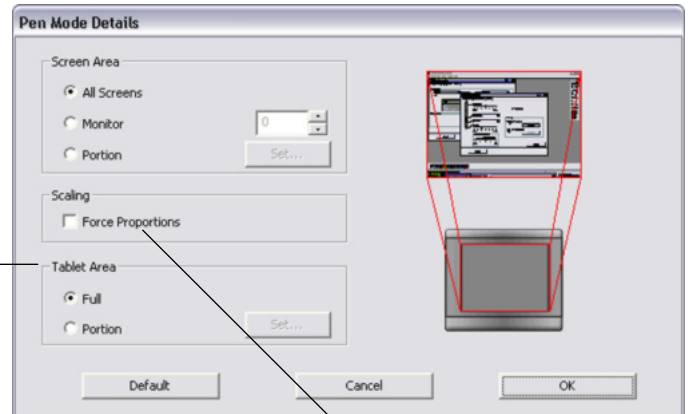 Pen Mode Details
Screen Area
All Screens
Monitor
0
Portion
Set...
Scaling
Force Proportions
Tablet Area
Full
Portion
Set...
Default
Cancel
OK